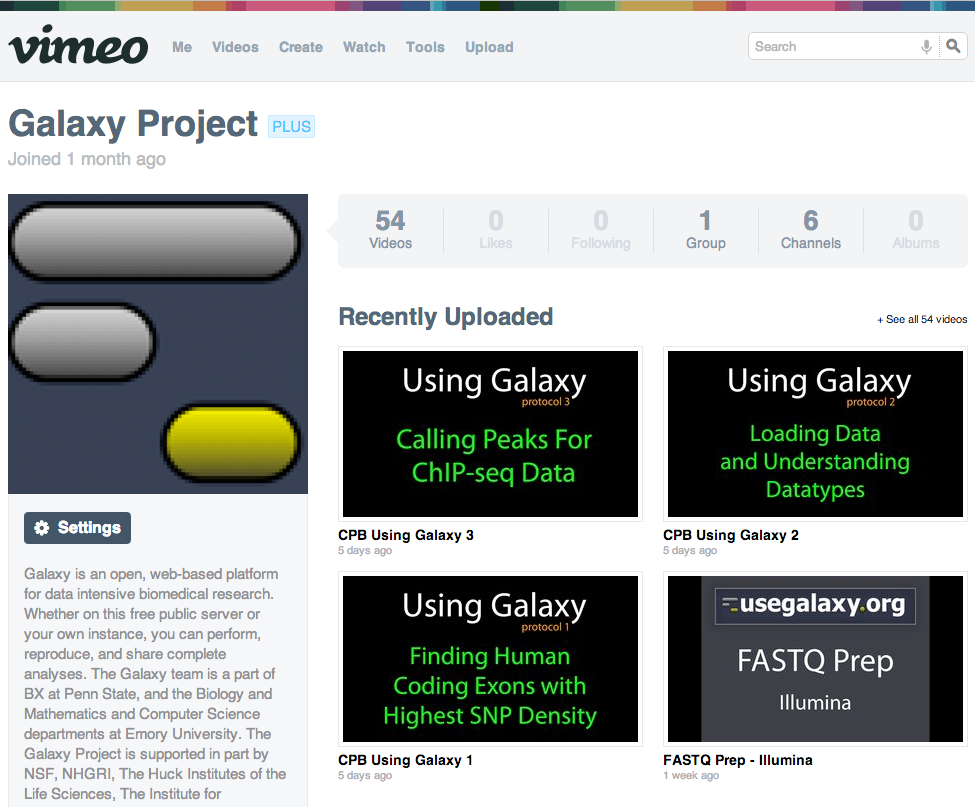 vimeo
Me Videos Create Watch Tools Upload
Search
Galaxy Project PLUS
Joined 1 month ago
54 0 0 1 6 0
Videos Likes Following Group Channels Albums
Recently Uploaded
+ See all 54 videos
Using Galaxy
protocol 3
Calling Peaks For
ChIP-seq Data
CPB Using Galaxy 3
5 days ago
Using Galaxy
protocol 2
Loading Data
and Understanding
Datatypes
CPB Using Galaxy 2
5 days ago
Using Galaxy
protocol 1
Finding Human
Coding Exons with
Highest SNP Density
CPB Using Galaxy 1
5 days ago
usegalaxy.org
FASTQ Prep
Illumina
FASTQ Prep - Illumina
1 week ago
Settings
Galaxy is an open, web-based platform
for data intensive biomedical research.
Whether on this free public server or
your own instance, you can perform,
reproduce, and share complete
analyses. The Galaxy team is a part of
BX at Penn State, and the Biology and
Mathematics and Computer Science
departments at Emory University. The
Galaxy Project is supported in part by
NSF, NHGRI, The Huck Institutes of the
Life Sciences, The Institute for